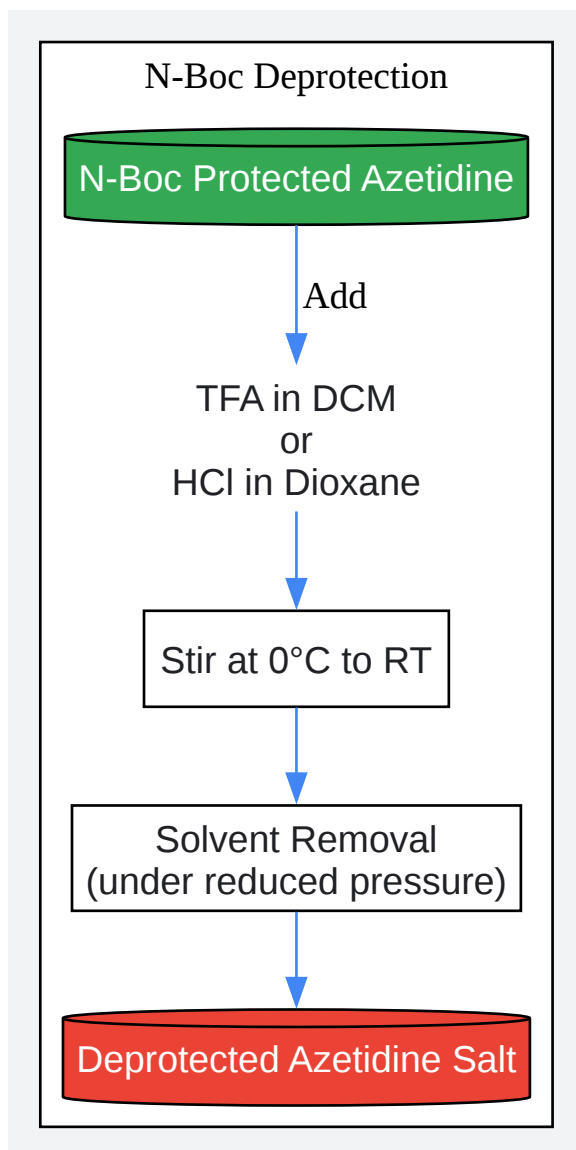 N-Boc Deprotection
N-Boc Protected Azetidine
Add
TFA in DCM
or
HCl in Dioxane
Stir at 0°C to RT
Solvent Removal
(under reduced pressure)
Deprotected Azetidine Salt